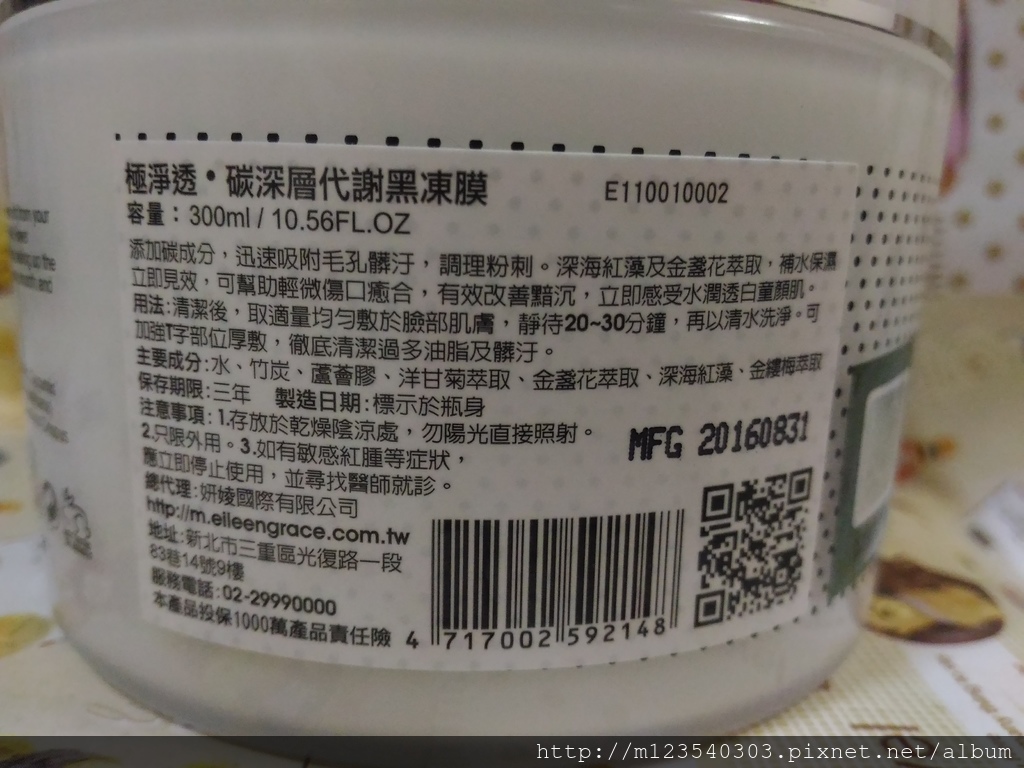 極淨透•碳深層代謝黑凍膜 E110010002
容量：300ml / 10.56FL.OZ
添加碳成分，迅速吸附毛孔髒汙，調理粉刺。深海紅藻及金盞花萃取，補水保濕
立即見效，可幫助輕微傷口癒合，有效改善黯沉，立即感受水潤透白童顏肌。
用法:清潔後，取適量均勻敷於臉部肌膚，靜待20~30分鐘，再以清水洗淨。可
加強T字部位厚敷，徹底清潔過多油脂及髒汙。
主要成分:水、竹炭、蘆薈膠、洋甘菊萃取、金盞花萃取、深海紅藻、金縷梅萃取
保存期限:三年 製造日期:標示於瓶身
注意事項:1.存放於乾燥陰涼處，勿陽光直接照射。
2.只限外用。3.如有敏感紅腫等症狀，
應立即停止使用，並尋找醫師就診。
MFG 20160831
總代理:妍婈國際有限公司
http://m.eileengrace.com.tw
地址:新北市三重區光復路一段
83巷14號9樓
服務電話:02-29990000
本產品投保1000萬產品責任險
4 717002 592148
http://m123540303.pixnet.net/album